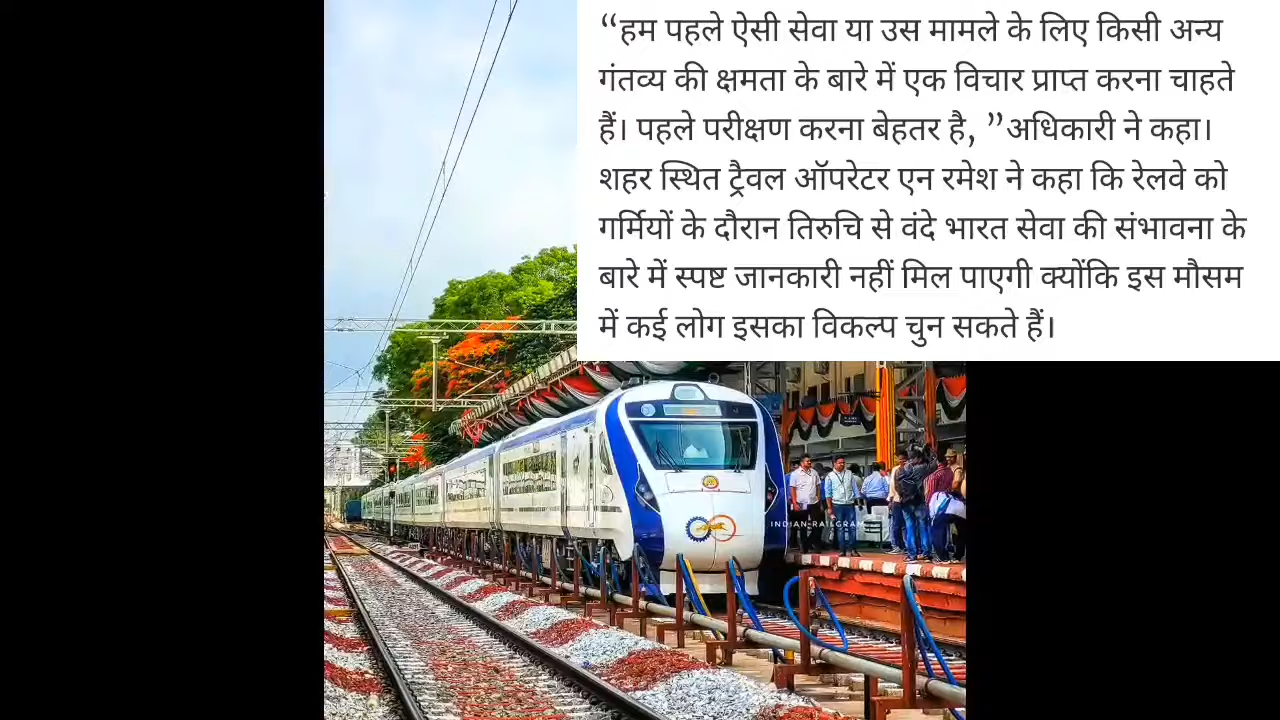 “हम पहले ऐसी सेवा या उस मामले के लिए किसी अन्य
गंतव्य की क्षमता के बारे में एक विचार प्राप्त करना चाहते
हैं। पहले परीक्षण करना बेहतर है, ”अधिकारी ने कहा।
शहर स्थित ट्रैवल ऑपरेटर एन रमेश ने कहा कि रेलवे को
गर्मियों के दौरान तिरुचि से वंदे भारत सेवा की संभावना के
बारे में स्पष्ट जानकारी नहीं मिल पाएगी क्योंकि इस मौसम
में कई लोग इसका विकल्प चुन सकते हैं।
INDIAN-RAILGRAM